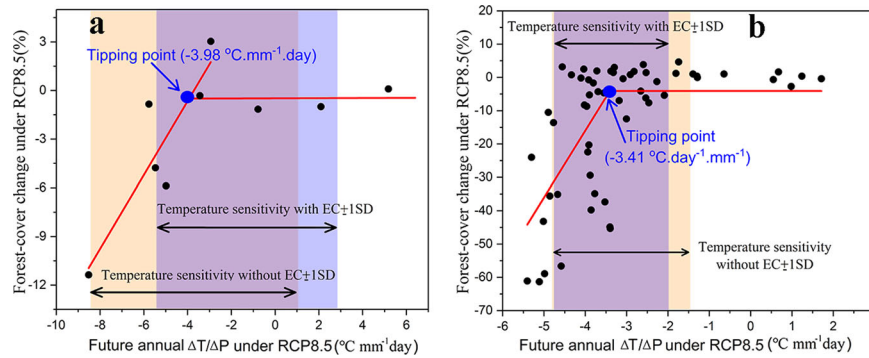 a
Tipping point (-3.98 ºC.mm⁻¹.day)
Temperature sensitivity with EC±1SD
Temperature sensitivity without EC±1SD
Forest-cover change under RCP8.5(%)
3
0
-3
-6
-9
-12
-10 -8 -6 -4 -2 0 2 4 6
Future annual ΔT/ΔP under RCP8.5(ºC mm⁻¹day)
b
Temperature sensitivity with EC±1SD
Tipping point
(-3.41 ºC.day⁻¹.mm⁻¹)
Temperature sensitivity
without EC±1SD
Forest-cover change under RCP8.5(%)
20
10
0
-10
-20
-30
-40
-50
-60
-70
-6 -5 -4 -3 -2 -1 0 1 2
Future annual ΔT/ΔP under RCP8.5 (ºC mm⁻¹day)